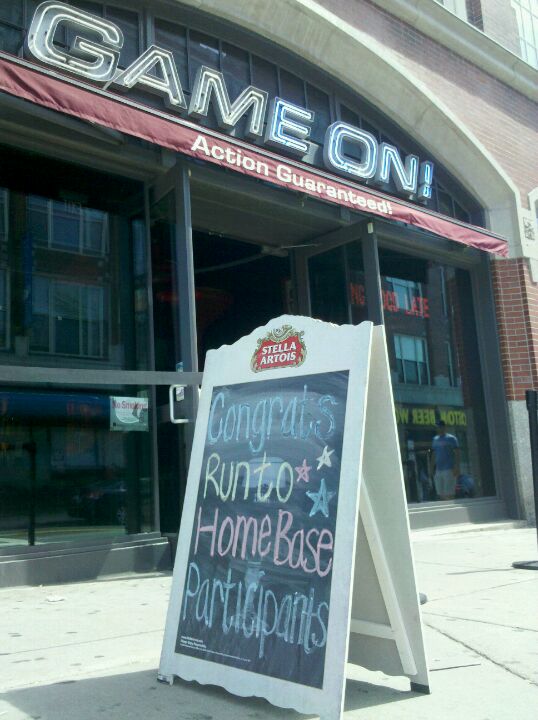 GAME ON!
Action Guaranteed!
No Smoking
STELLA
ARTOIS
Congrats
Run to
Home Base
Participants